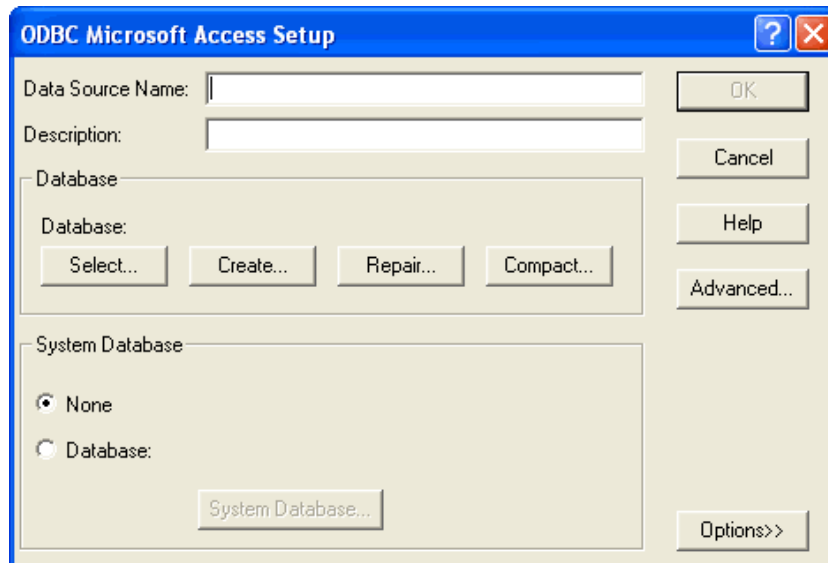 ODBC Microsoft Access Setup
Data Source Name:
OK
Description:
Cancel
Database
Database:
Help
Select...
Create...
Repair...
Compact...
Advanced...
System Database
None
Database:
System Database...
Options>>